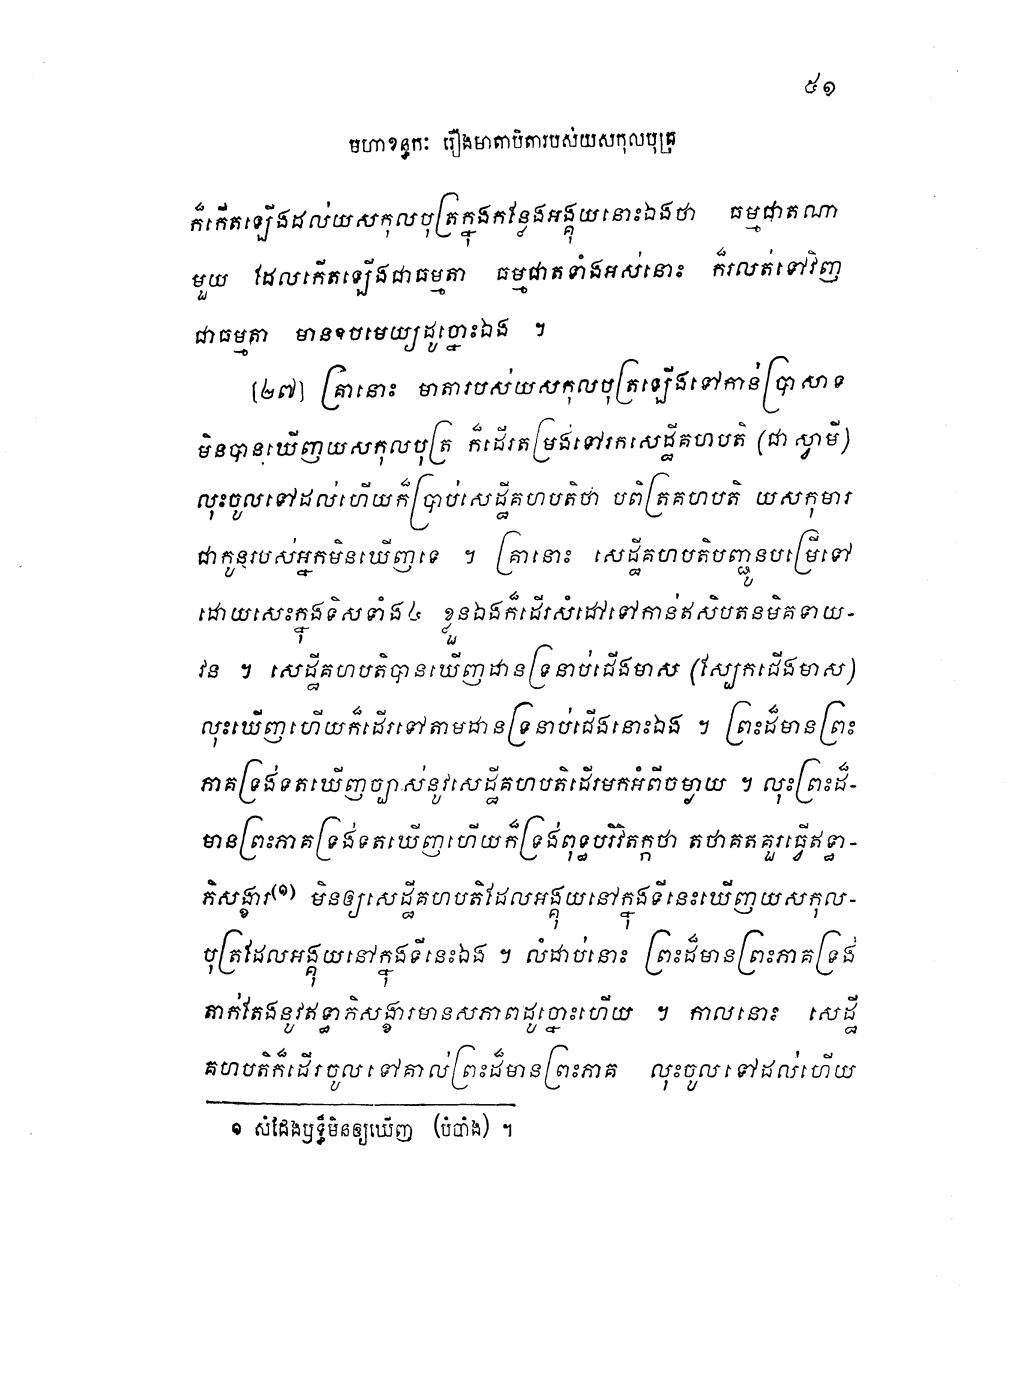 ៥១
មហាខន្ធកៈ រឿងមាតាបិតារបស់យសកុលបុត្រ
ក៏កើតឡើងដល់យសកុលបុត្រក្នុងកន្លែងអង្គុយនោះឯងថា ធម្មជាតណា
មួយ ដែលកើតឡើងជាធម្មតា ធម្មជាតទាំងអស់នោះ ក៏រលត់ទៅវិញ
ជាធម្មតា មានឧបមេយ្យដូច្នោះឯង ។
[២៧] គ្រានោះ មាតារបស់យសកុលបុត្រឡើងទៅកាន់ប្រាសាទ
មិនបានឃើញយសកុលបុត្រ ក៏ដើរតម្រង់ទៅរកសេដ្ឋីគហបតិ (ជា ស្វាមី)
លុះចូលទៅដល់ហើយក៏ប្រាប់សេដ្ឋីគហបតិថា បពិត្រគហបតិ យសកុមារ
ជាកូនរបស់អ្នកមិនឃើញទេ ។ គ្រានោះ សេដ្ឋីគហបតិបញ្ជូនបម្រើទៅ
ដោយសេះក្នុងទិសទាំង៤ ខ្លួនឯងក៏ដើរសំដៅទៅកាន់ឥសិបតនមិគទាយ-
វន ។ សេដ្ឋីគហបតិបានឃើញដានទ្រនាប់ជើងមាស (ស្បែកជើងមាស)
លុះឃើញហើយក៏ដើរទៅតាមដានទ្រនាប់ជើងនោះឯង ។ ព្រះដ៏មានព្រះ
ភាគទ្រង់ទតឃើញច្បាស់នូវសេដ្ឋីគហបតិដើរមកអំពីចម្ងាយ ។ លុះព្រះដ៏-
មានព្រះភាគទ្រង់ទតឃើញហើយក៏ទ្រង់ពុទ្ធបរិវិតក្កថា តថាគតគួរធ្វើឥទ្ធា-
ភិសង្ខារ(១) មិនឲ្យសេដ្ឋីគហបតិដែលអង្គុយនៅក្នុងទីនេះឃើញយសកុល-
បុត្រដែលអង្គុយនៅក្នុងទីនេះឯង ។ លំដាប់នោះ ព្រះដ៏មានព្រះភាគទ្រង់
តាក់តែងនូវឥទ្ធាភិសង្ខារមានសភាពដូច្នោះហើយ ។ កាលនោះ សេដ្ឋី
គហបតិក៏ដើរចូលទៅគាល់ព្រះដ៏មានព្រះភាគ លុះចូលទៅដល់ហើយ
១ សំដែងឫទ្ធិ៍មិនឲ្យឃើញ (បំបាំង) ។